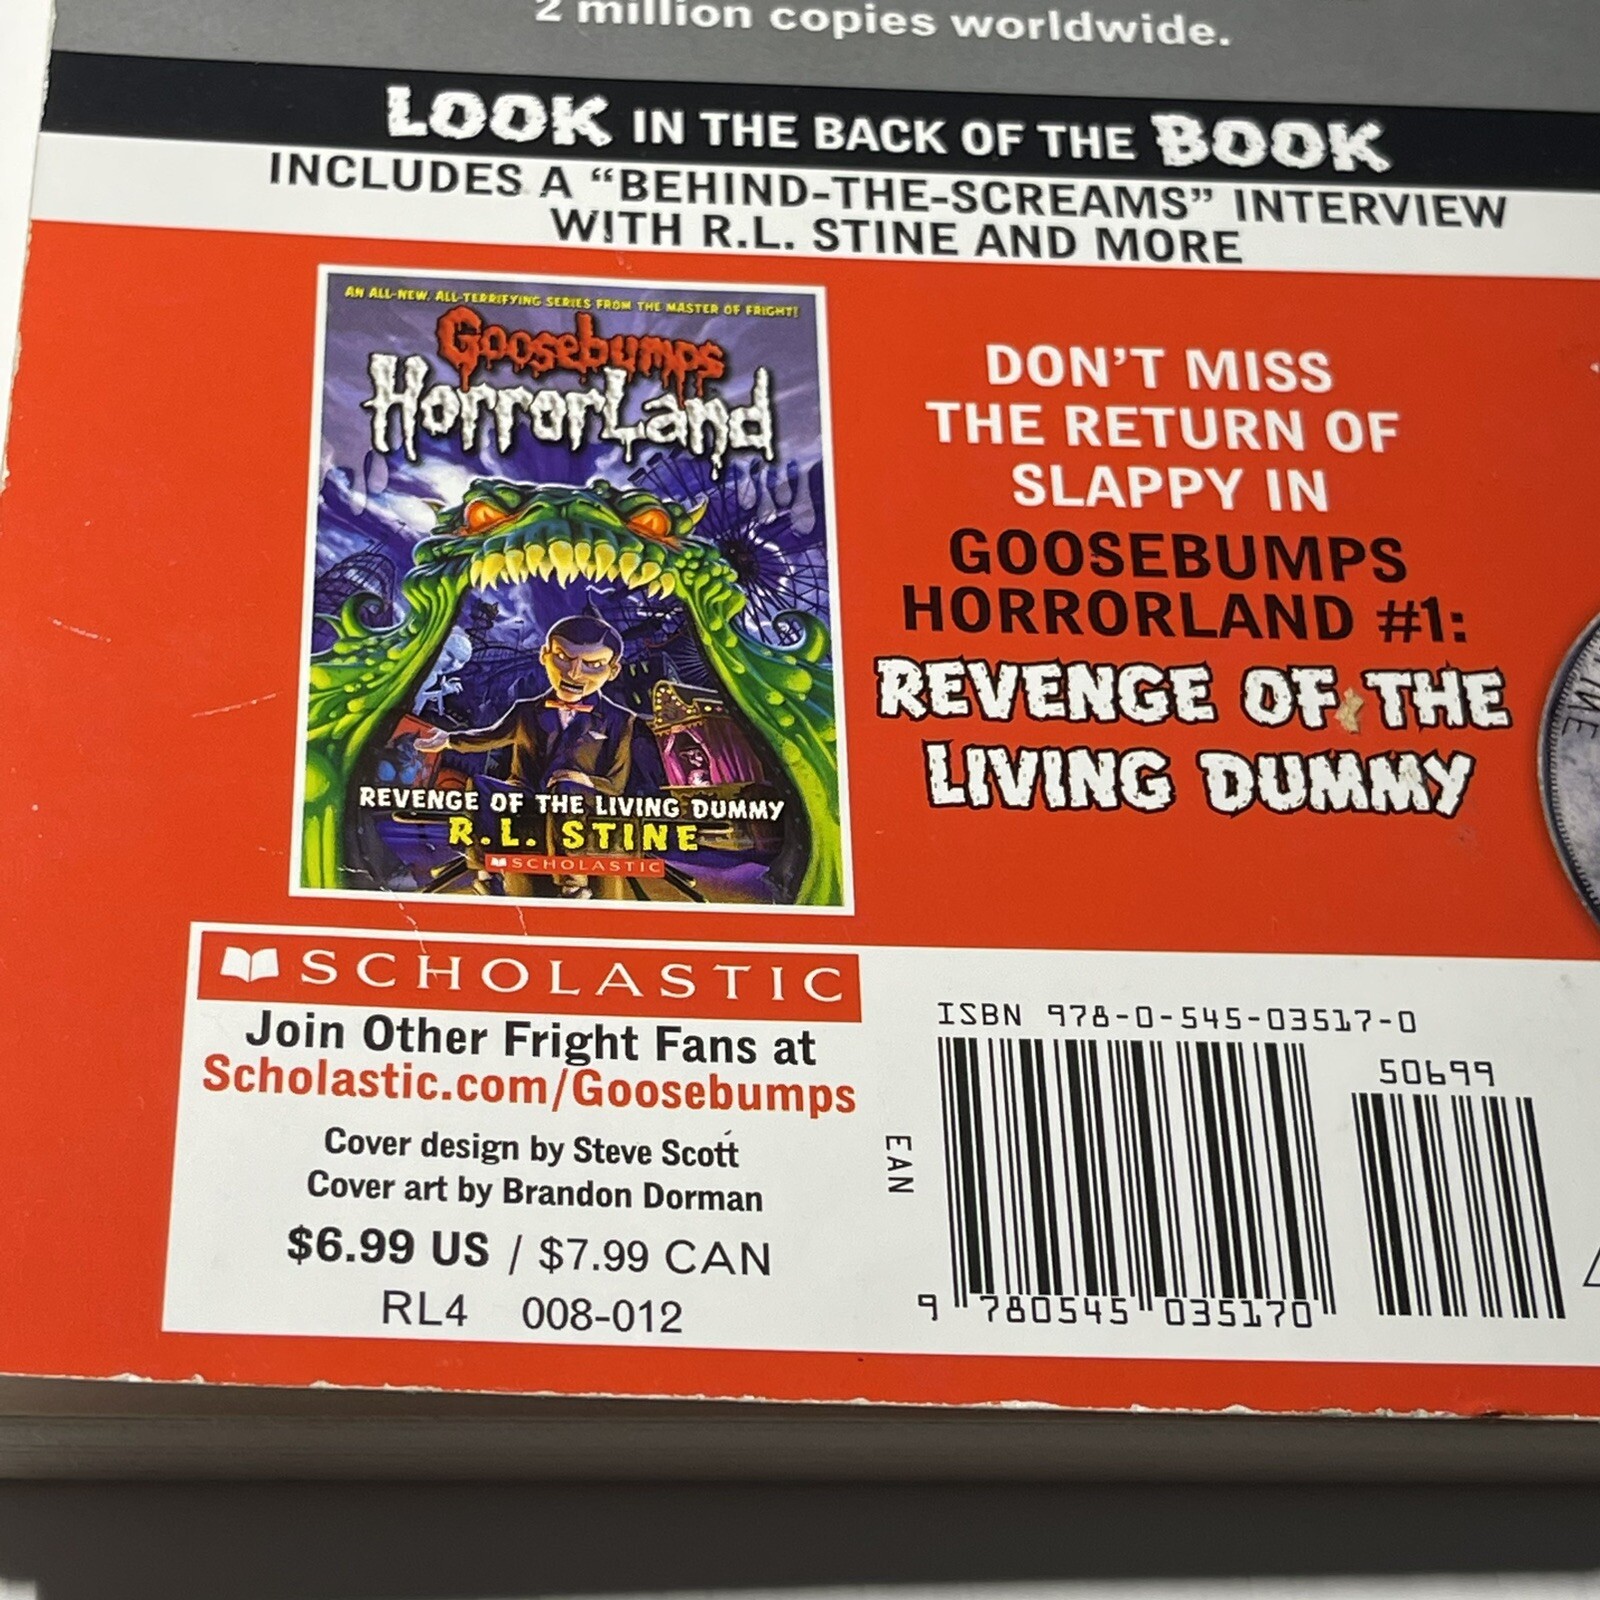 2 million copies worldwide.
LOOK IN THE BACK OF THE BOOK
INCLUDES A “BEHIND-THE-SCREAMS” INTERVIEW
WITH R.L. STINE AND MORE
AN ALL-NEW, ALL-TERRIFYING SERIES FROM THE MASTER OF FRIGHT!
Goosebumps
HorrorLand
REVENGE OF THE LIVING DUMMY
R.L. STINE
SCHOLASTIC
DON’T MISS
THE RETURN OF
SLAPPY IN
GOOSEBUMPS
HORRORLAND #1:
REVENGE OF THE
LIVING DUMMY
SCHOLASTIC
Join Other Fright Fans at
Scholastic.com/Goosebumps
Cover design by Steve Scott
Cover art by Brandon Dorman
$6.99 US / $7.99 CAN
RL4 008-012
ISBN 978-0-545-03517-0
50699
EAN
9 780545 035170